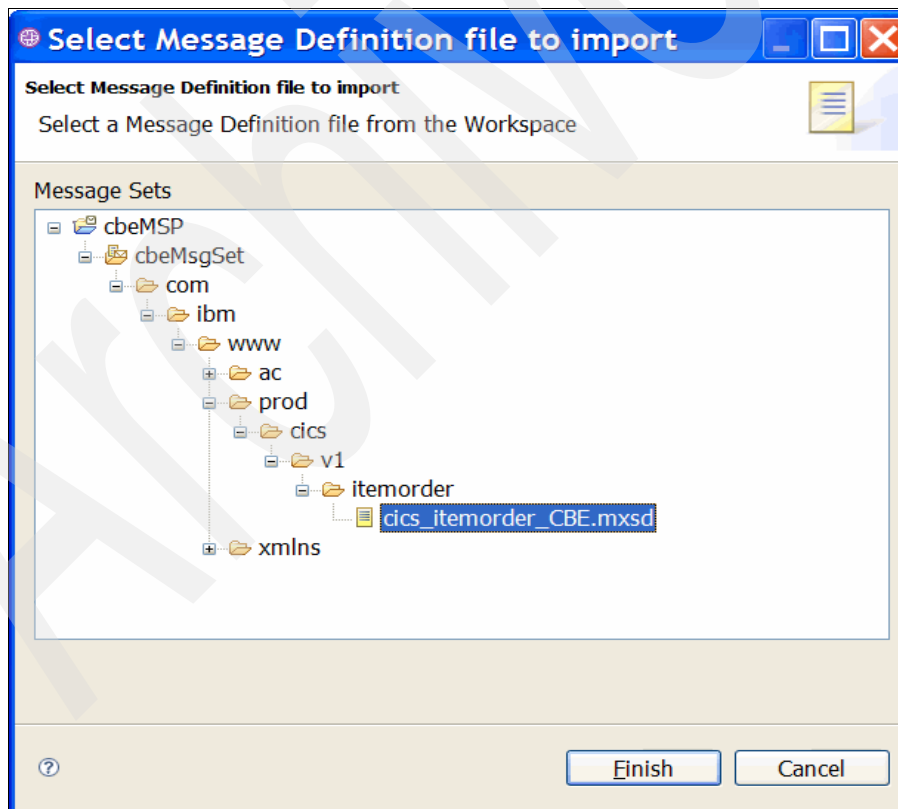 Select Message Definition file to import
Select Message Definition file to import
Select a Message Definition file from the Workspace
Message Sets
cbeMSP
cbeMsgSet
com
ibm
www
ac
prod
cics
v1
itemorder
cics_itemorder_CBE.mxsd
xmlns
Finish Cancel